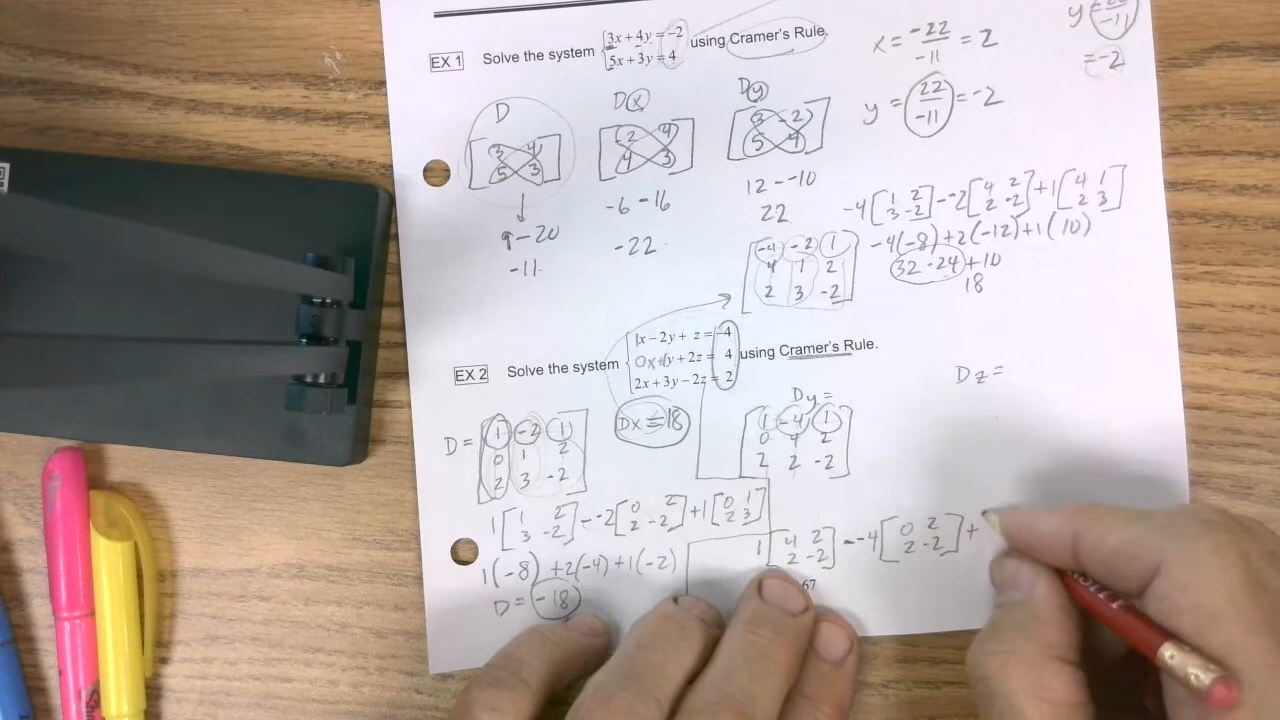 EX 1 Solve the system 3x + 4y = -2 using Cramer's Rule.
5x + 3y = 4
x = -22/-11 = 2
y = 22/-11 = -2
-11
= -2
D
3 4
5 3
9 - 20
-11
Dx
2 4
4 3
-6 - 16
-22
Dy
3 -2
5 4
12 - -10
22
-4 [1 2 3 -2] - -2 [4 2 2 -2] + 1 [4 1 2 3]
-4(-8) + 2(-12) + 1(10)
32 - 24 + 10
18
-4 -2 1
4 1 2
2 3 -2
EX 2 Solve the system 1x - 2y + z = -4 using Cramer's Rule.
0x + 1y + 2z = 4
2x + 3y - 2z = 2
D =
1 -2 1
0 1 2
2 3 -2
Dx = 18
Dy =
1 -4 1
0 4 2
2 2 -2
Dz =
1 [1 2 3 -2] - -2 [0 2 2 -2] + 1 [0 1 2 3]
1(-8) + 2(-4) + 1(-2)
D = -18
1 [4 2 2 -2] - -4 [0 2 2 -2] +
67